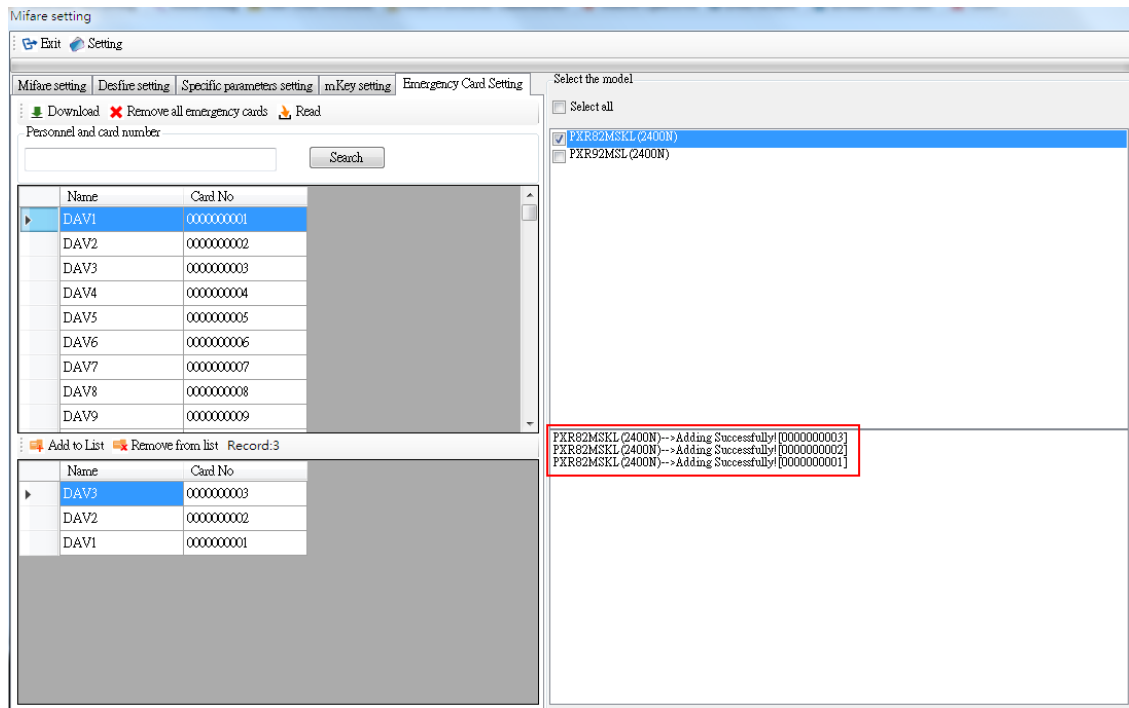 Mifare setting
Exit Setting
Mifare setting Desfire setting Specific parameters setting mKey setting Emergency Card Setting
Download Remove all emergency cards Read
Personnel and card number
Search
Name Card No
DAV1 0000000001
DAV2 0000000002
DAV3 0000000003
DAV4 0000000004
DAV5 0000000005
DAV6 0000000006
DAV7 0000000007
DAV8 0000000008
DAV9 0000000009
Add to List Remove from list Record:3
Name Card No
DAV3 0000000003
DAV2 0000000002
DAV1 0000000001
Select the model
Select all
PXR82MSKL(2400N)
PXR92MSL(2400N)
PXR82MSKL(2400N)-->Adding Successfully![0000000003]
PXR82MSKL(2400N)-->Adding Successfully![0000000002]
PXR82MSKL(2400N)-->Adding Successfully![0000000001]